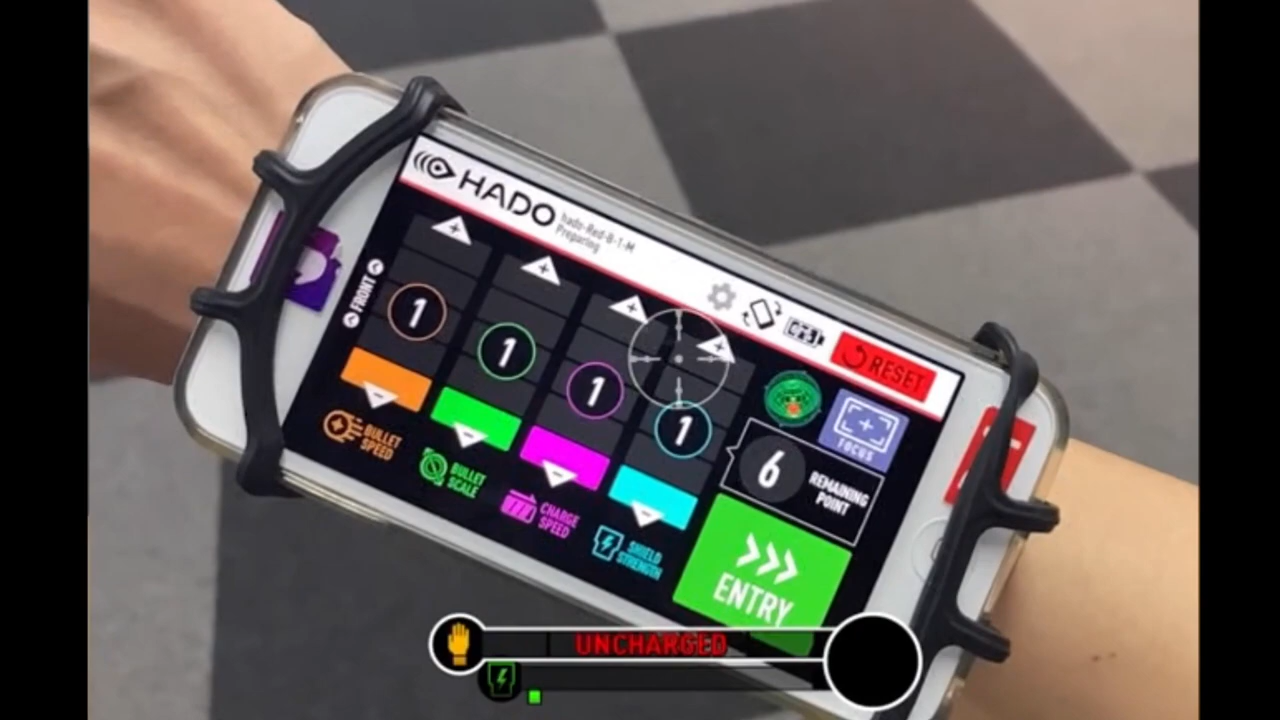 HADO
hado-Red-B-1-M
Preparing
RESET
FRONT
1
1
1
1
FOCUS
6
REMAINING
POINT
BULLET
SPEED
BULLET
SCALE
CHARGE
SPEED
SHIELD
STRENGTH
ENTRY
UNCHARGED